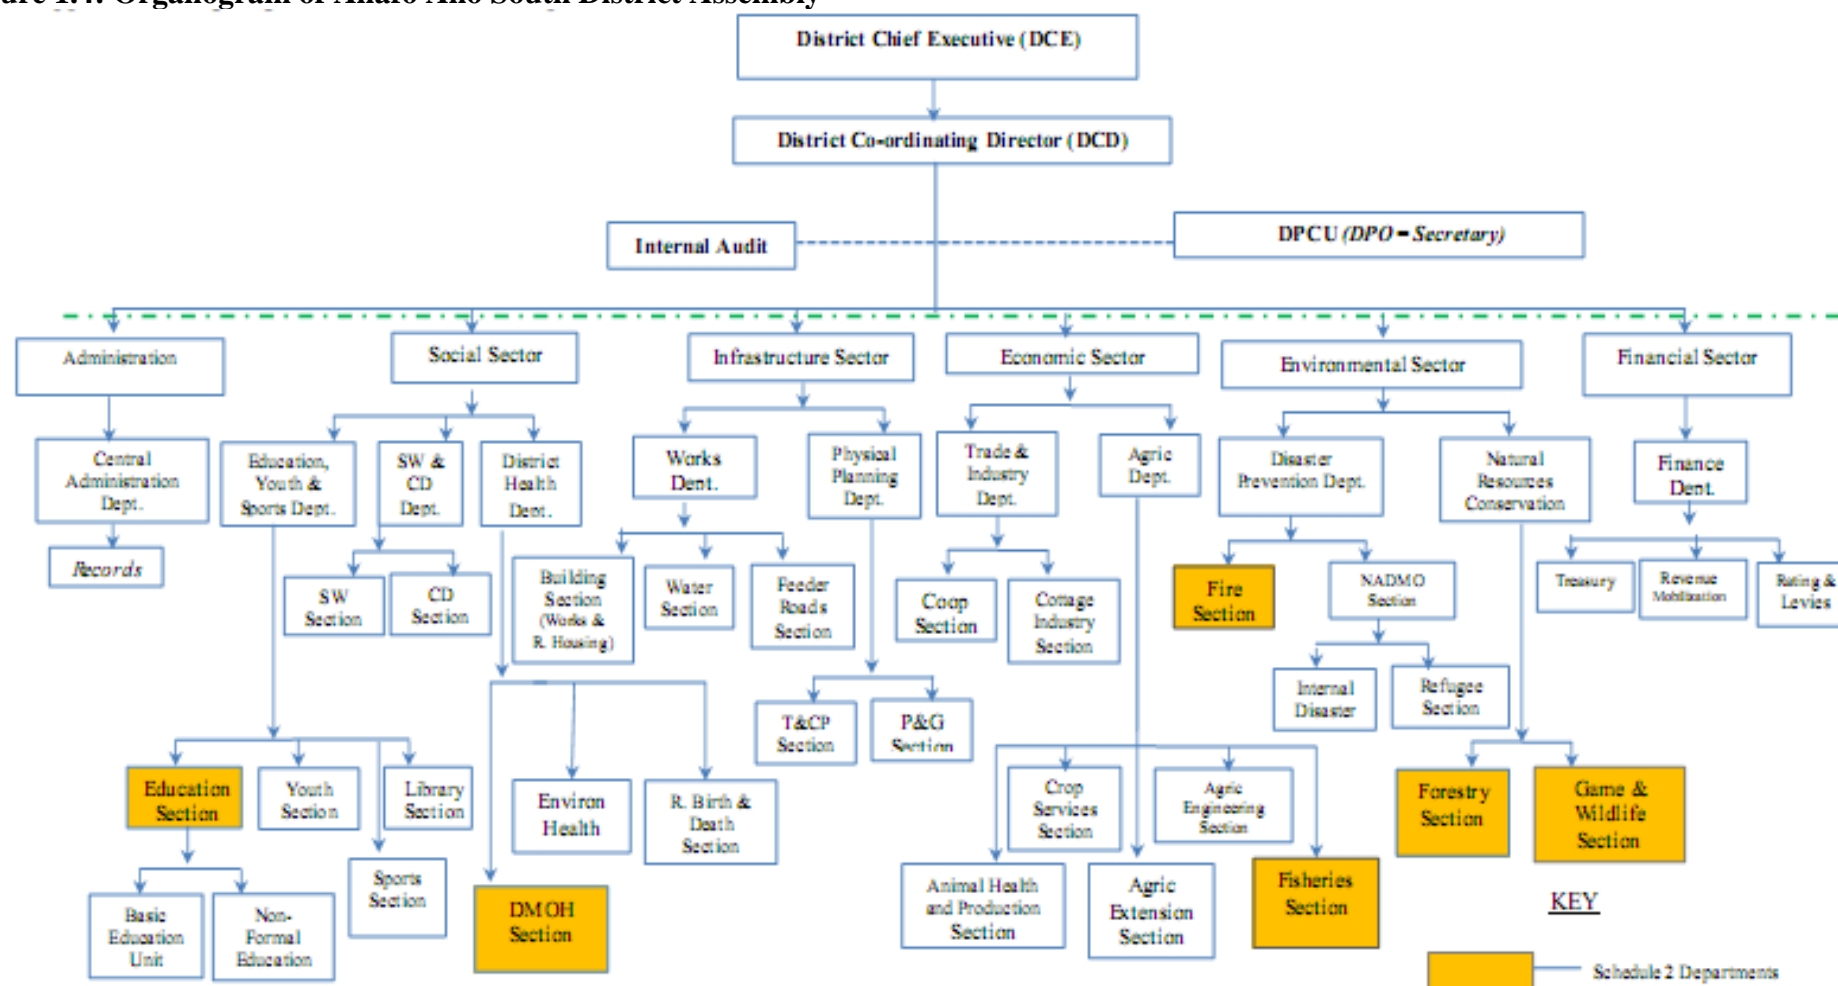 District Chief Executive (DCE)
District Co-ordinating Director (DCD)
Internal Audit
DPCU (DPO = Secretary)
Administration
Social Sector
Infrastructure Sector
Economic Sector
Environmental Sector
Financial Sector
Central
Administration
Dept.
Education,
Youth &
Sports Dept.
SW &
CD
Dept.
District
Health
Dept.
Works
Dept.
Physical
Planning
Dept.
Trade &
Industry
Dept.
Agric
Dept.
Disaster
Prevention Dept.
Natural
Resources
Conservation
Finance
Dept.
Records
SW
Section
CD
Section
Building
Section
(Works &
R. Housing)
Water
Section
Feeder
Roads
Section
Coop
Section
Cottage
Industry
Section
Fire
Section
NADMO
Section
Treasury
Revenue
Mobilization
Rating &
Levies
Internal
Disaster
Refugee
Section
T&CP
Section
P&G
Section
Education
Section
Youth
Section
Library
Section
Environ
Health
R. Birth &
Death
Section
Crop
Services
Section
Agric
Engineering
Section
Forestry
Section
Game &
Wildlife
Section
Sports
Section
Basic
Education
Unit
Non-
Formal
Education
DMOH
Section
Animal Health
and Production
Section
Agric
Extension
Section
Fisheries
Section
KEY
Schedule 2 Departments